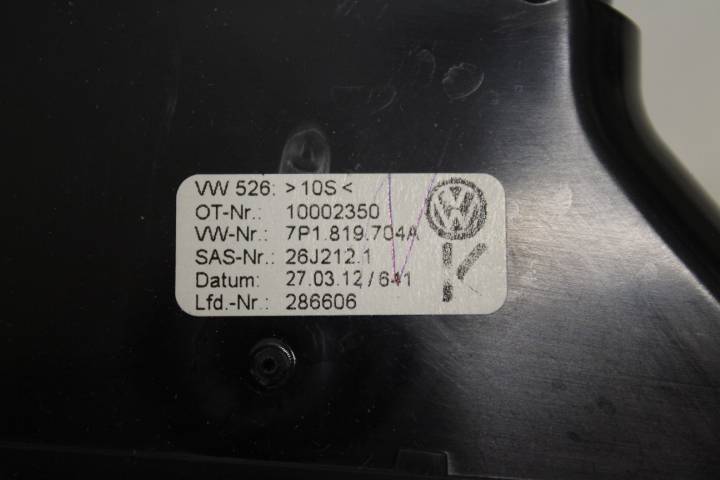 VW 526: >10S<
OT-Nr.: 10002350
VW-Nr.: 7P1.819.704A
SAS-Nr.: 26J212.1
Datum: 27.03.12 / 641
Lfd.-Nr.: 286606
VW
K